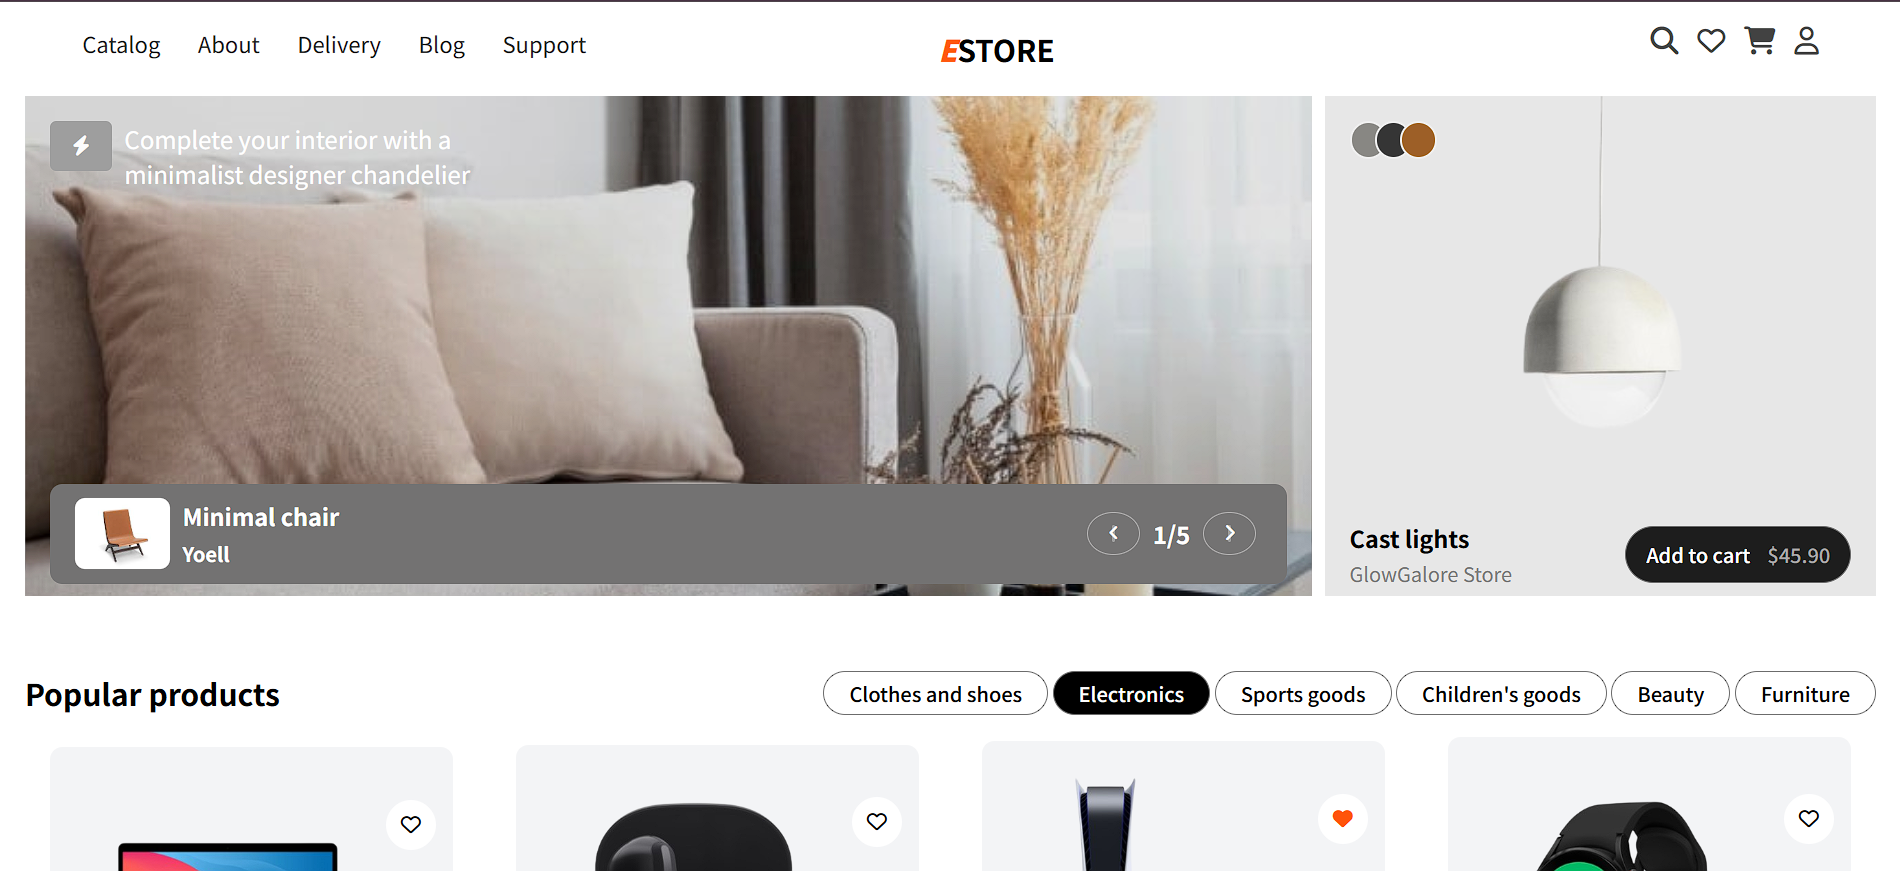 Catalog About Delivery Blog Support
ESTORE
Complete your interior with a
minimalist designer chandelier
Minimal chair
Yoell
1/5
Cast lights
GlowGalore Store
Add to cart $45.90
Popular products
Clothes and shoes
Electronics
Sports goods
Children's goods
Beauty
Furniture